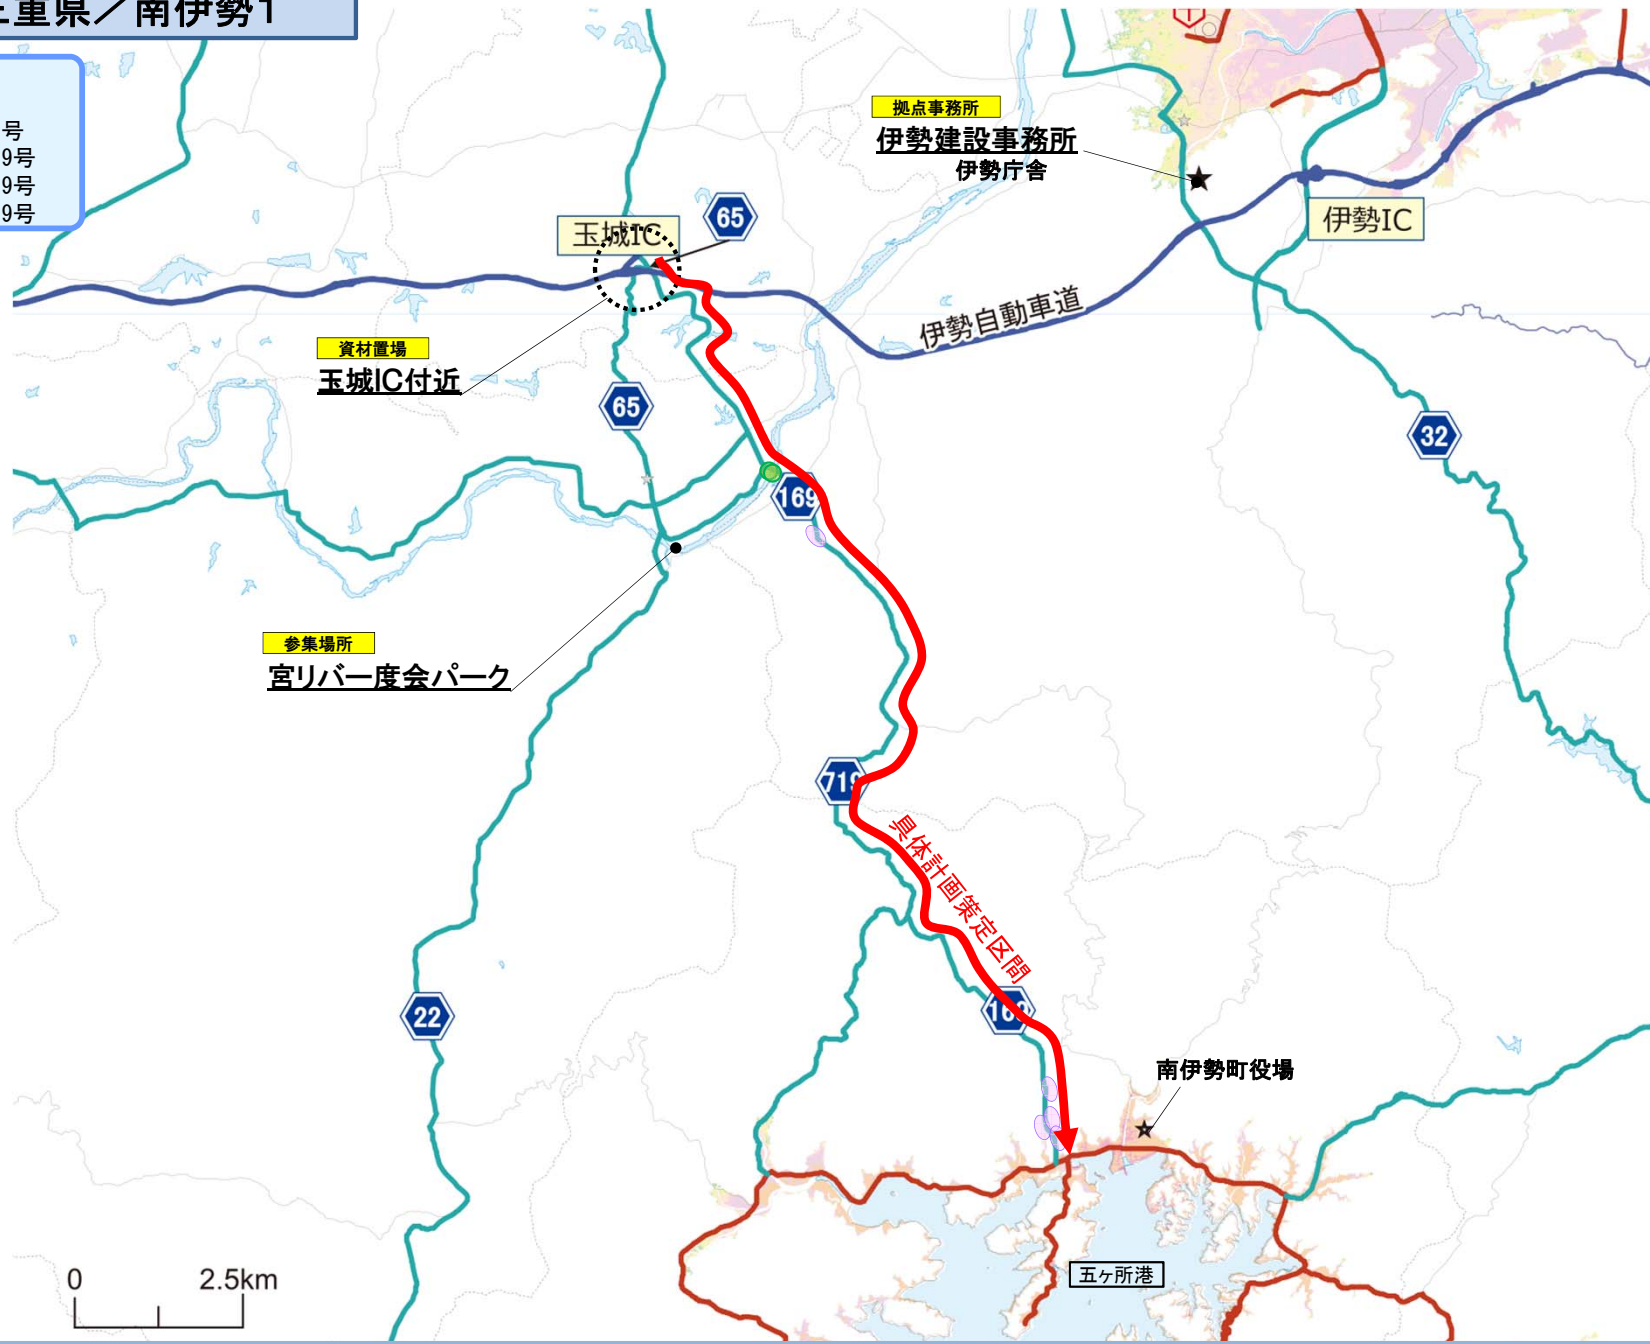 重県／南伊勢１
号
9号
9号
9号
拠点事務所
伊勢建設事務所
伊勢庁舎
65
玉城IC
伊勢IC
伊勢自動車道
資材置場
玉城IC付近
65
32
169
参集場所
宮リバー度会パーク
719
具体計画策定区間
22
169
南伊勢町役場
五ヶ所港
0 2.5km